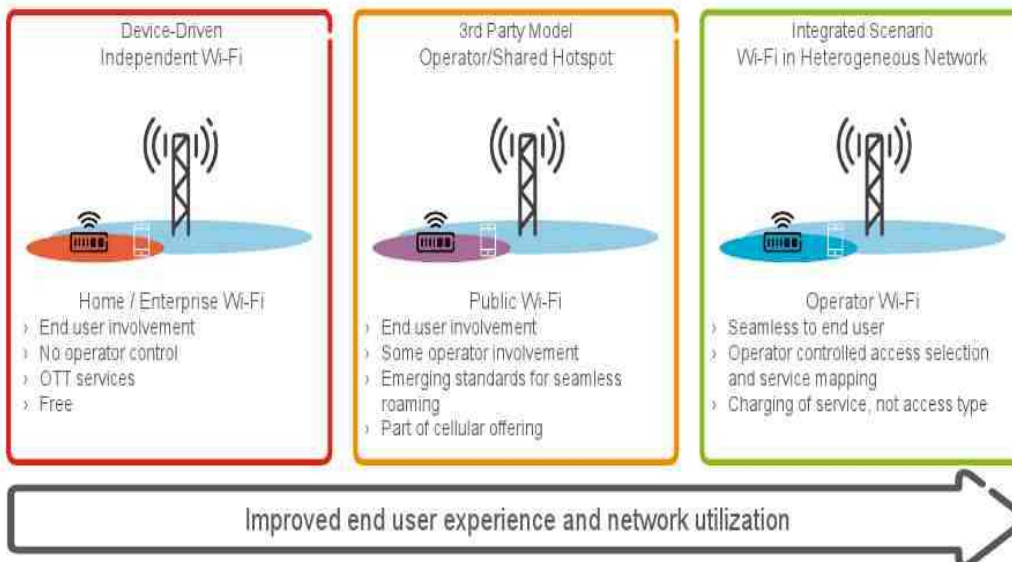 Device-Driven
Independent Wi-Fi
Home / Enterprise Wi-Fi
› End user involvement
› No operator control
› OTT services
› Free
3rd Party Model
Operator/Shared Hotspot
Public Wi-Fi
› End user involvement
› Some operator involvement
› Emerging standards for seamless
roaming
› Part of cellular offering
Integrated Scenario
Wi-Fi in Heterogeneous Network
Operator Wi-Fi
› Seamless to end user
› Operator controlled access selection
and service mapping
› Charging of service, not access type
Improved end user experience and network utilization